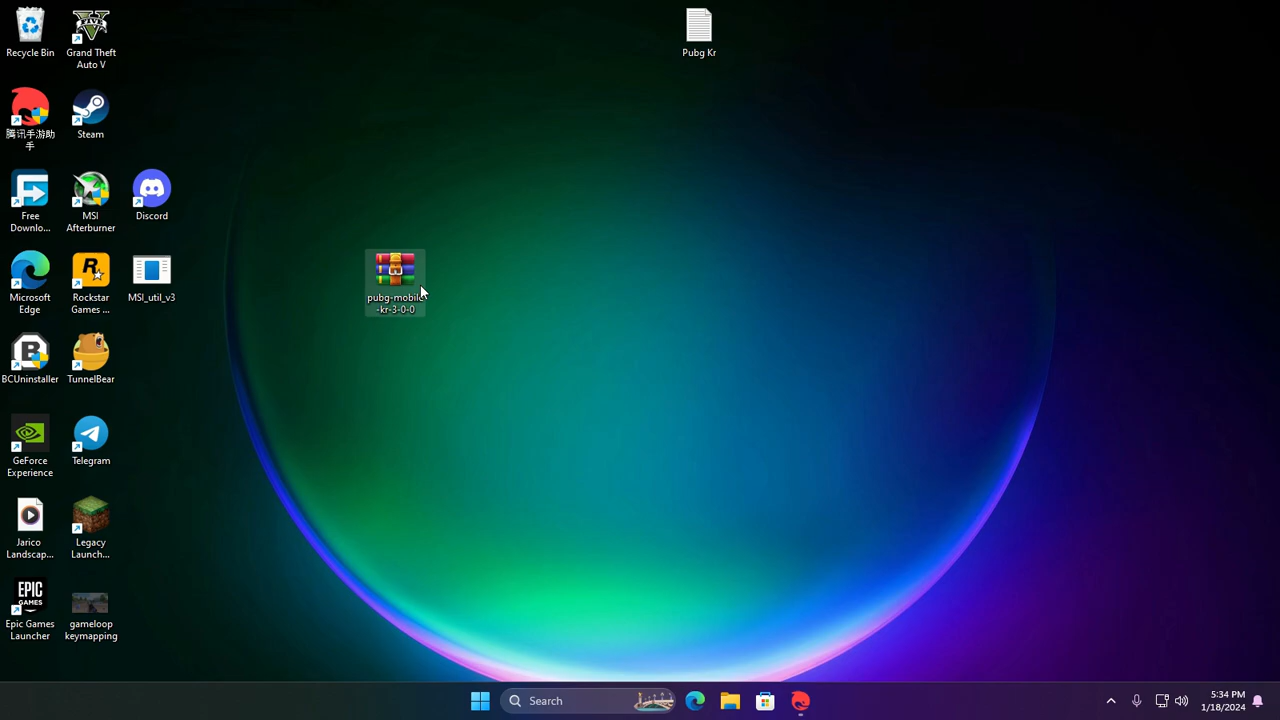 Recycle Bin
Grand Theft
Auto V
Pubg Kr
腾讯手游助
手
Steam
Free
Downlo...
MSI
Afterburner
Discord
Microsoft
Edge
Rockstar
Games ...
MSI_util_v3
pubg-mobile
-kr-3-0-0
BCUninstaller
TunnelBear
GeForce
Experience
Telegram
Jarico
Landscap...
Legacy
Launch...
EPIC
GAMES
Epic Games
Launcher
gameloop
keymapping
Search
5:34 PM
1/18/2024